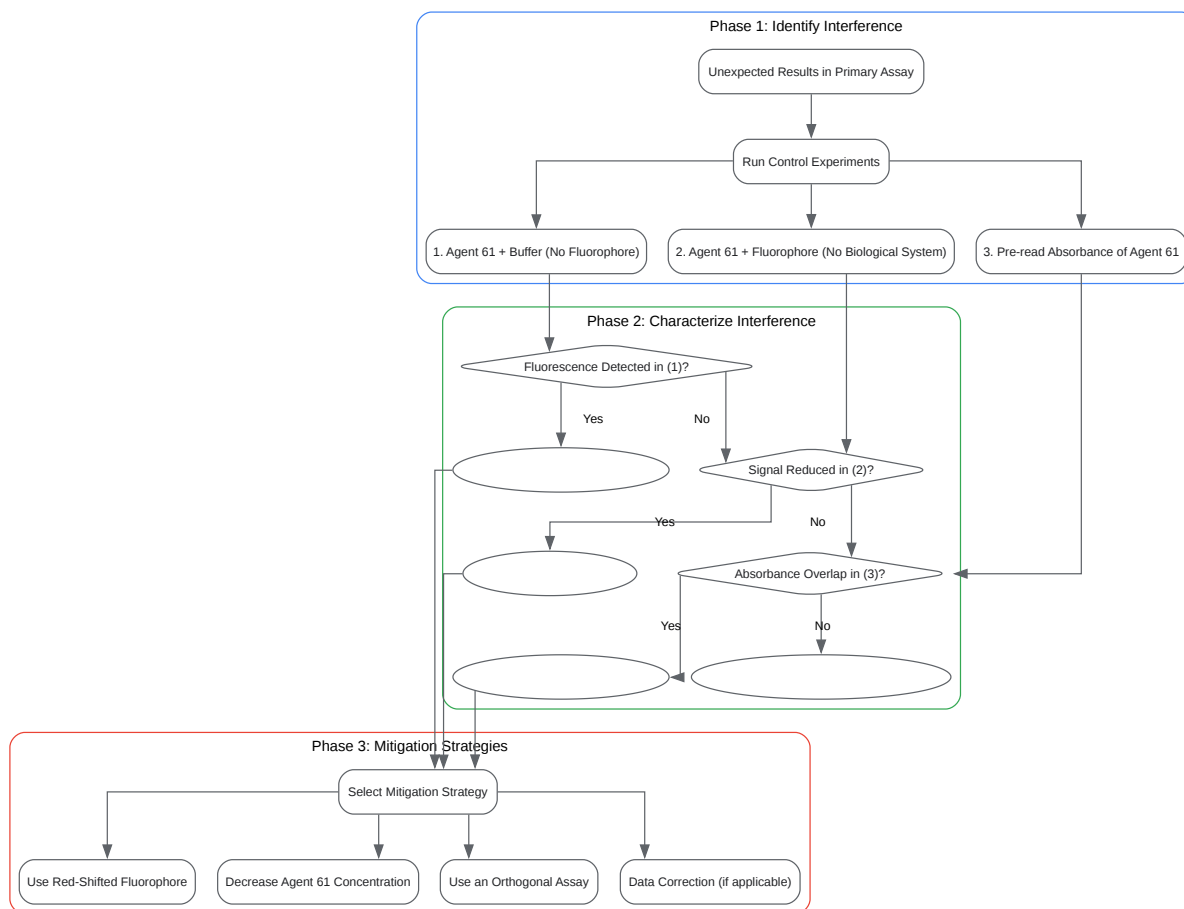 Phase 1: Identify Interference
Unexpected Results in Primary Assay
Run Control Experiments
1. Agent 61 + Buffer (No Fluorophore)
2. Agent 61 + Fluorophore (No Biological System)
3. Pre-read Absorbance of Agent 61
Phase 2: Characterize Interference
Fluorescence Detected in (1)?
Yes
No
Signal Reduced in (2)?
Yes
No
Absorbance Overlap in (3)?
Yes
No
Phase 3: Mitigation Strategies
Select Mitigation Strategy
Use Red-Shifted Fluorophore
Decrease Agent 61 Concentration
Use an Orthogonal Assay
Data Correction (if applicable)